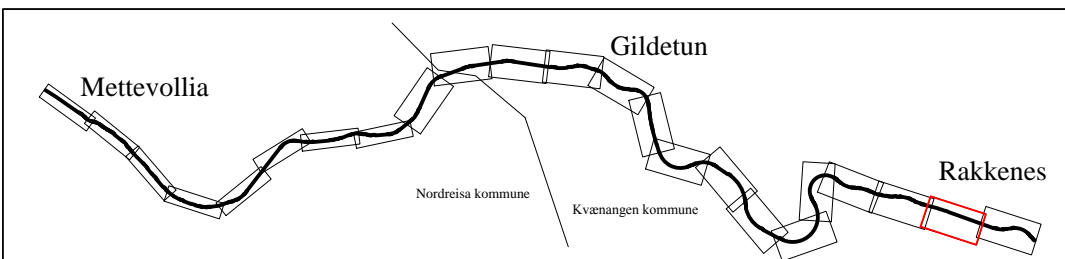 Gildetun
Mettevollia
Rakkenes
Nordreisa kommune
Kvænangen kommune